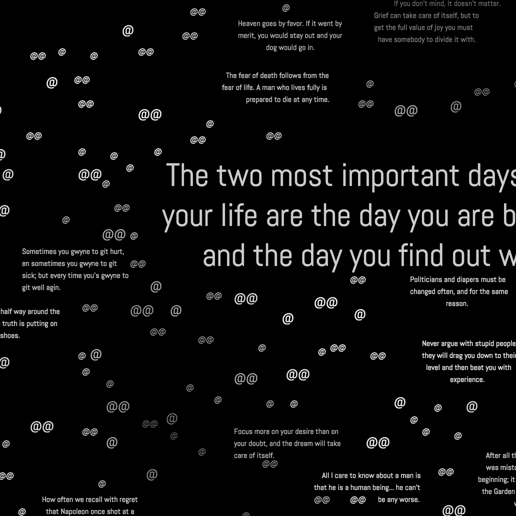 If you don't mind, it doesn't matter.
Grief can take care of itself, but to
get the full value of joy you must
have somebody to divide it with.
Heaven goes by favor. If it went by
merit, you would stay out and your
dog would go in.
The fear of death follows from the
fear of life. A man who lives fully is
prepared to die at any time.
The two most important days
your life are the day you are b
and the day you find out w
Sometimes you gwyne to git hurt,
an sometimes you gwyne to git
sick; but every time you's gwyne to
git well agin.
Politicians and diapers must be
changed often, and for the same
reason.
half way around the
truth is putting on
shoes.
Never argue with stupid people
they will drag you down to their
level and then beat you with
experience.
Focus more on your desire than on
your doubt, and the dream will take
care of itself.
After all th
was mista
beginning; it
the Garden
All I care to know about a man is
that he is a human being... he can't
be any worse.
How often we recall with regret
that Napoleon once shot at a